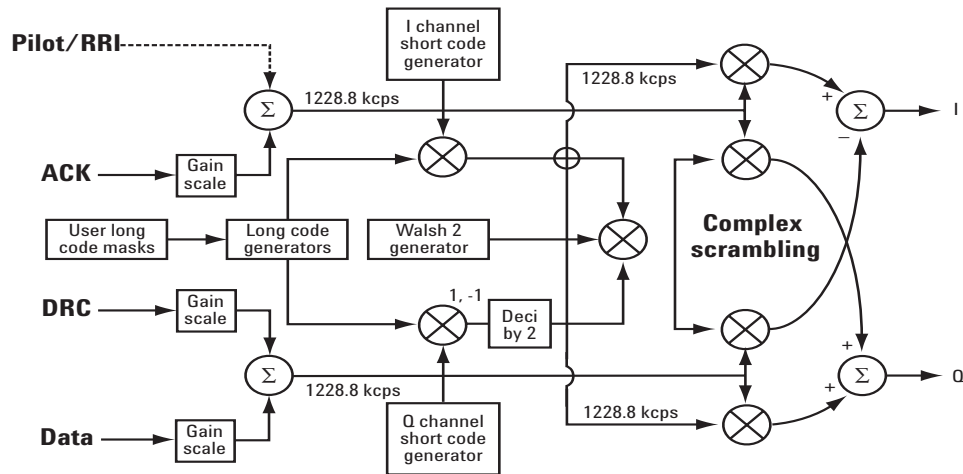 Pilot/RRI
I channel
short code
generator
Σ
1228.8 kcps
1228.8 kcps
+
Σ
I
−
ACK
Gain
scale
User long
code masks
Long code
generators
Walsh 2
generator
Complex
scrambling
DRC
Gain
scale
1, -1
Deci
by 2
Σ
1228.8 kcps
+
Σ
Q
+
Data
Gain
scale
Q channel
short code
generator
1228.8 kcps